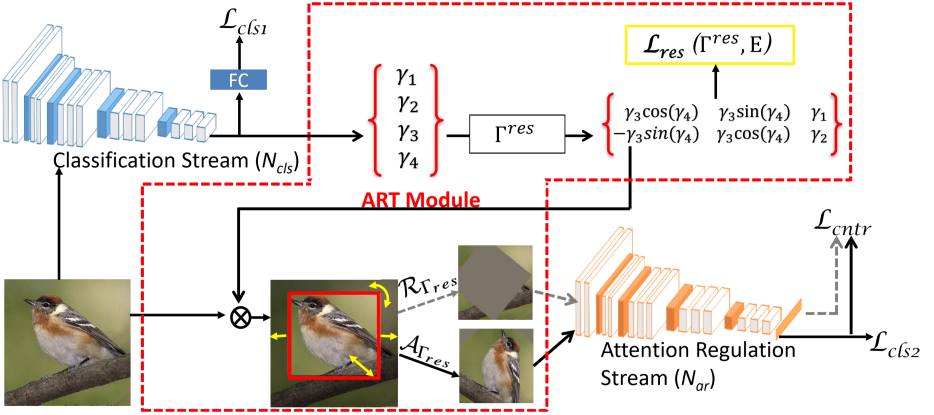 ℒcls1
FC
Classification Stream (Ncls)
γ1
γ2
γ3
γ4
Γres
ℒres (Γres, E)
γ3cos(γ4) γ3sin(γ4) γ1
−γ3sin(γ4) γ3cos(γ4) γ2
ART Module
ℛΓres
𝒜Γres
ℒcntr
ℒcls2
Attention Regulation
Stream (Nar)